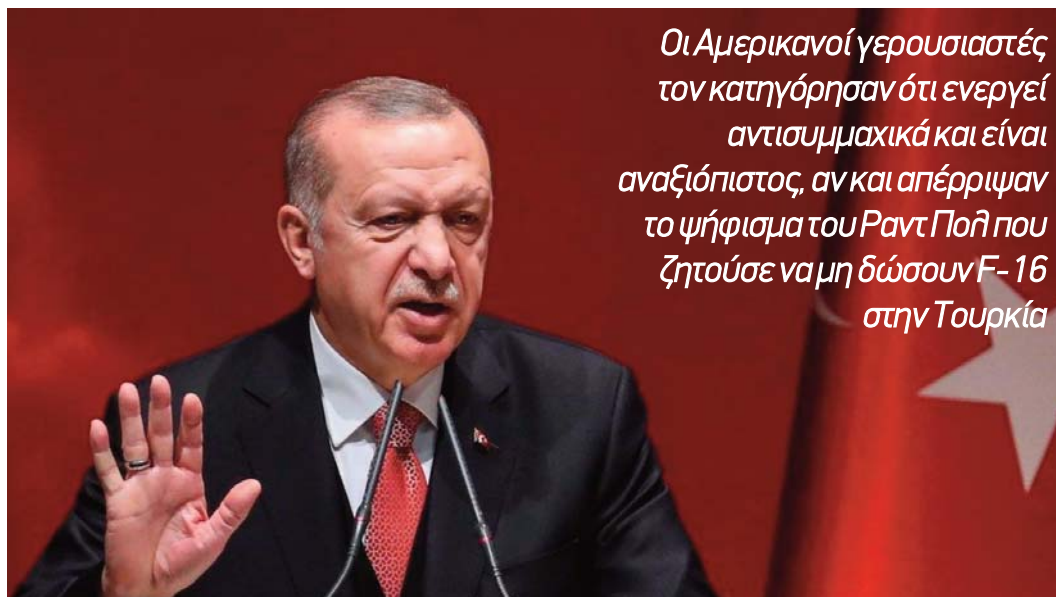 Οι Αμερικανοί γερουσιαστές
τον κατηγόρησαν ότι ενεργεί
αντισυμμαχικά και είναι
αναξιόπιστος, αν και απέρριψαν
το ψήφισμα του Ραντ Πολ που
ζητούσε να μη δώσουν F-16
στην Τουρκία